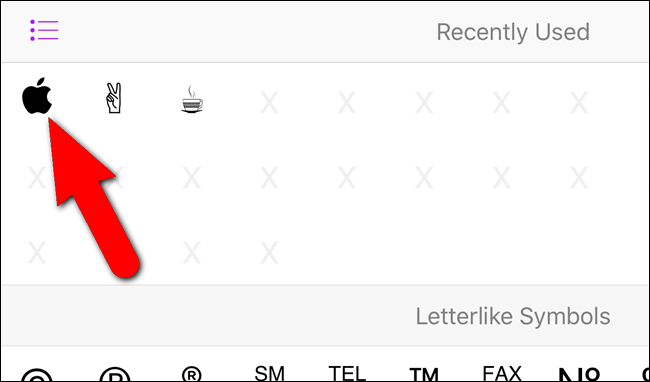 Recently Used
 ✌ ☕ X X X X X
X X X X X X X X
X X X
Letterlike Symbols
© ℗ ® SM TEL TM FAX Nº